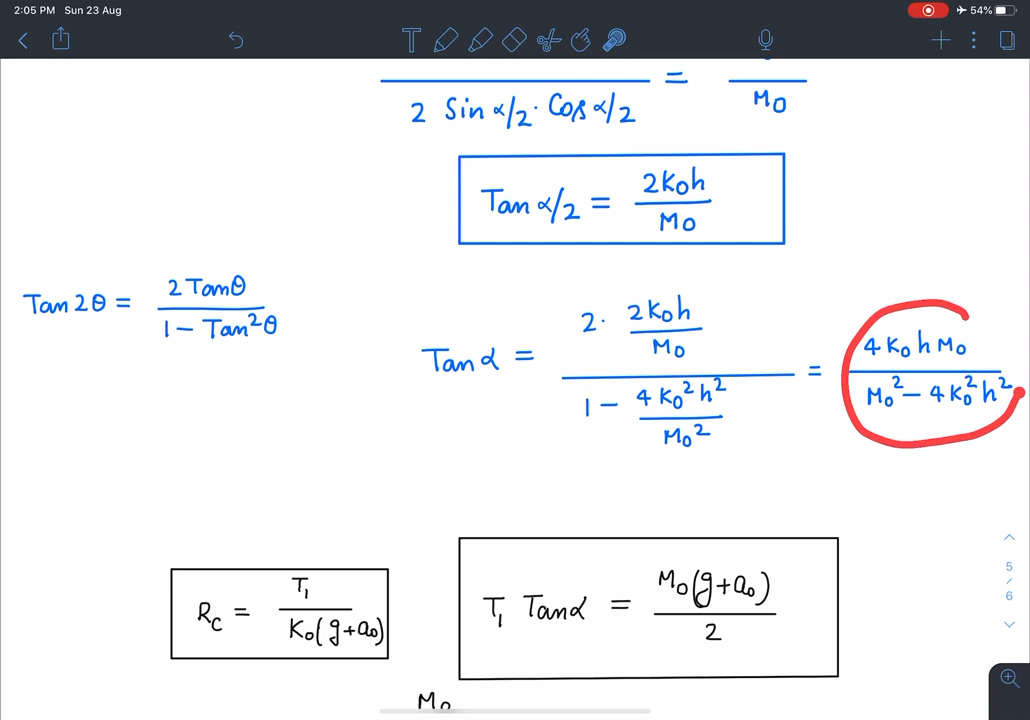 2:05 PM Sun 23 Aug
54%
T
2 Sin α/2 · Cos α/2 = / M0
Tan α/2 = 2K0h / M0
Tan 2θ = 2 Tanθ / 1 − Tan²θ
Tan α = 2 · 2K0h / M0 / 1 − 4K0²h² / M0² = 4K0hM0 / M0² − 4K0²h²
Rc = T1 / K0(g+a0)
T1 Tanα = M0(g+a0) / 2
M0
5
/
6